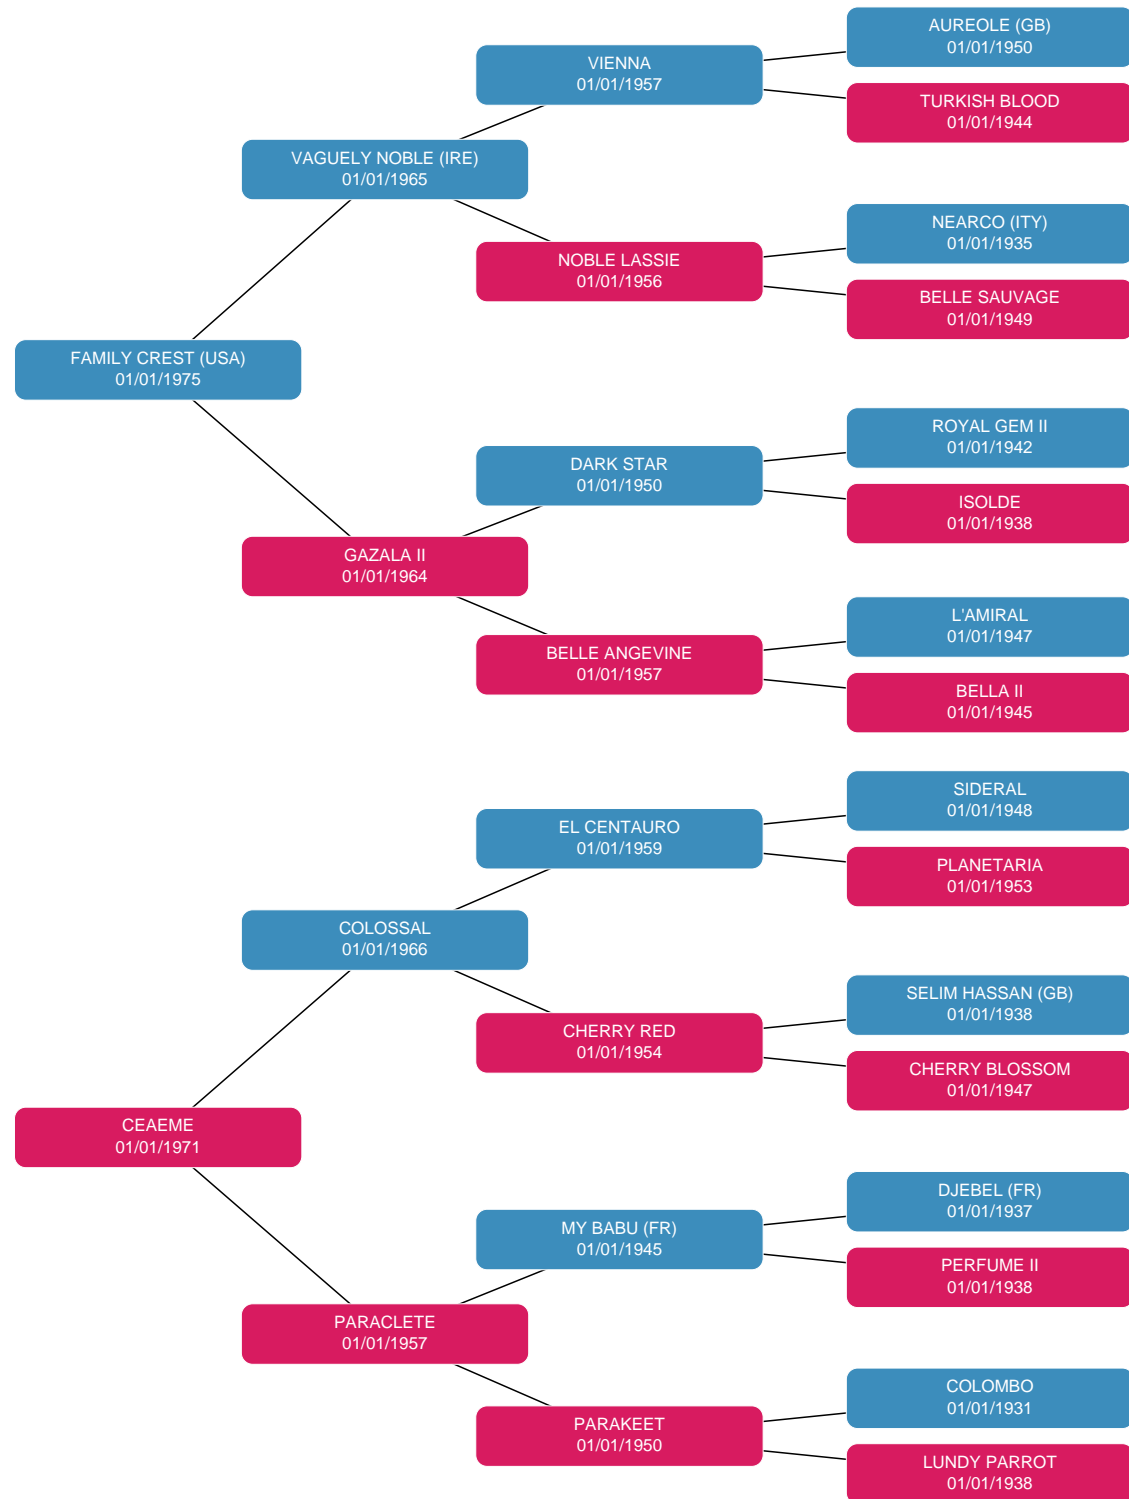 AUREOLE (GB)
01/01/1950
VIENNA
01/01/1957
TURKISH BLOOD
01/01/1944
VAGUELY NOBLE (IRE)
01/01/1965
NEARCO (ITY)
01/01/1935
NOBLE LASSIE
01/01/1956
BELLE SAUVAGE
01/01/1949
FAMILY CREST (USA)
01/01/1975
ROYAL GEM II
01/01/1942
DARK STAR
01/01/1950
ISOLDE
01/01/1938
GAZALA II
01/01/1964
L'AMIRAL
01/01/1947
BELLE ANGEVINE
01/01/1957
BELLA II
01/01/1945
SIDERAL
01/01/1948
EL CENTAURO
01/01/1959
PLANETARIA
01/01/1953
COLOSSAL
01/01/1966
SELIM HASSAN (GB)
01/01/1938
CHERRY RED
01/01/1954
CHERRY BLOSSOM
01/01/1947
CEAEME
01/01/1971
DJEBEL (FR)
01/01/1937
MY BABU (FR)
01/01/1945
PERFUME II
01/01/1938
PARACLETE
01/01/1957
COLOMBO
01/01/1931
PARAKEET
01/01/1950
LUNDY PARROT
01/01/1938